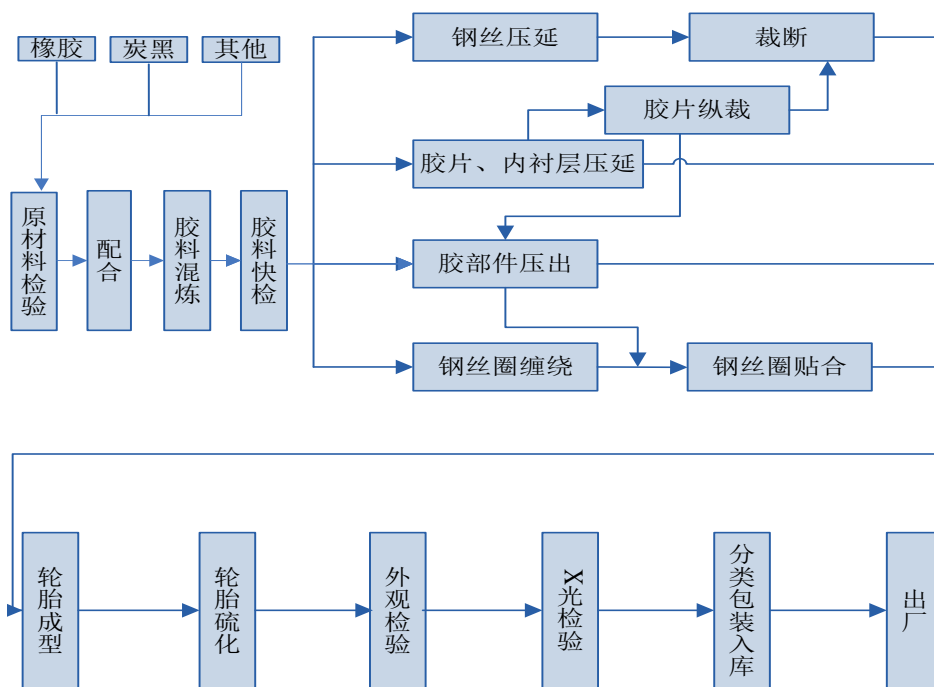 橡胶
炭黑
其他
原材料检验
配合
胶料混炼
胶料快检
钢丝压延
裁断
胶片纵裁
胶片、内衬层压延
胶部件压出
钢丝圈缠绕
钢丝圈贴合
轮胎成型
轮胎硫化
外观检验
X光检验
分类包装入库
出厂